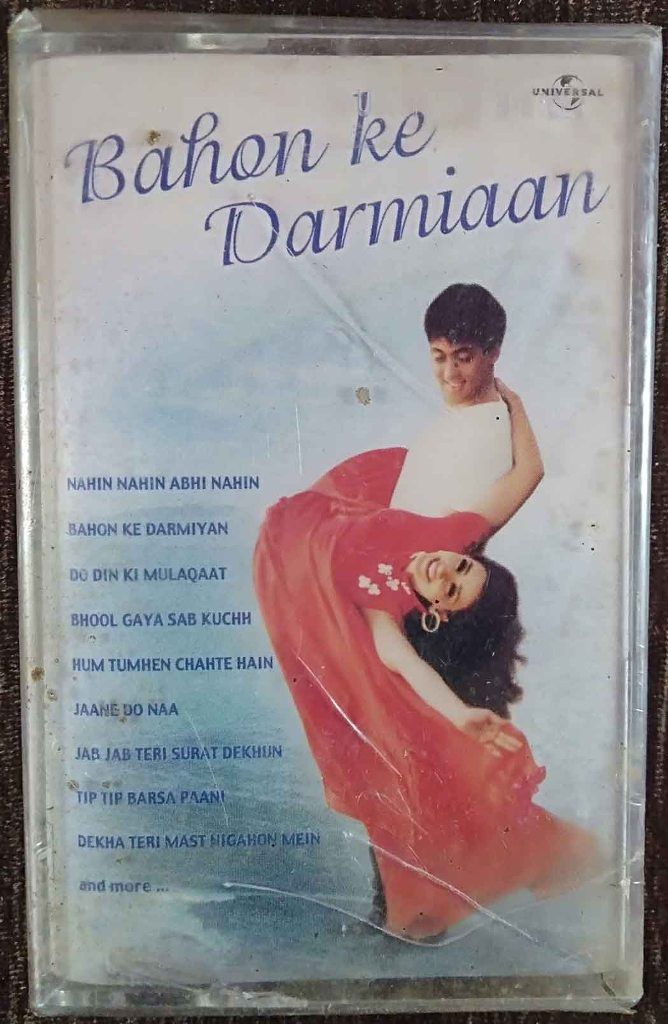 UNIVERSAL
Bahon ke
Darmiaan
NAHIN NAHIN ABHI NAHIN
BAHON KE DARMIYAN
DO DIN KI MULAQAAT
BHOOL GAYA SAB KUCHH
HUM TUMHEN CHAHTE HAIN
JAANE DO NAA
JAB JAB TERI SURAT DEKHUN
TIP TIP BARSA PAANI
DEKHA TERI MAST NIGAHON MEIN
and more ...